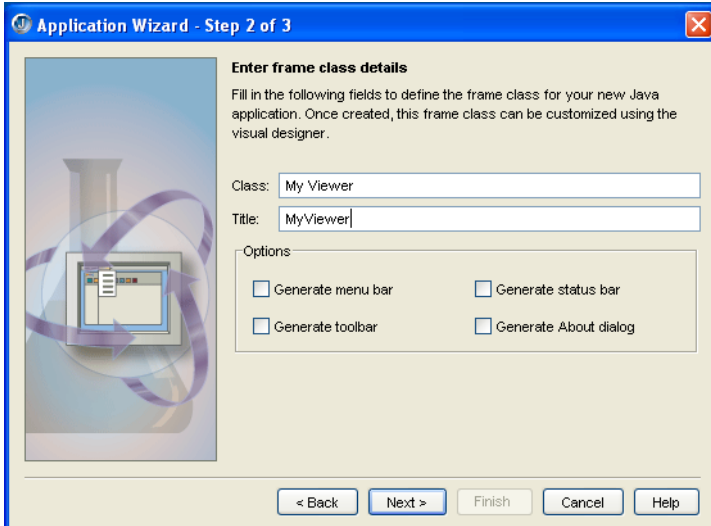 Application Wizard - Step 2 of 3
Enter frame class details
Fill in the following fields to define the frame class for your new Java
application. Once created, this frame class can be customized using the
visual designer.
Class: My Viewer
Title: MyViewer
Options
Generate menu bar Generate status bar
Generate toolbar Generate About dialog
< Back Next > Finish Cancel Help